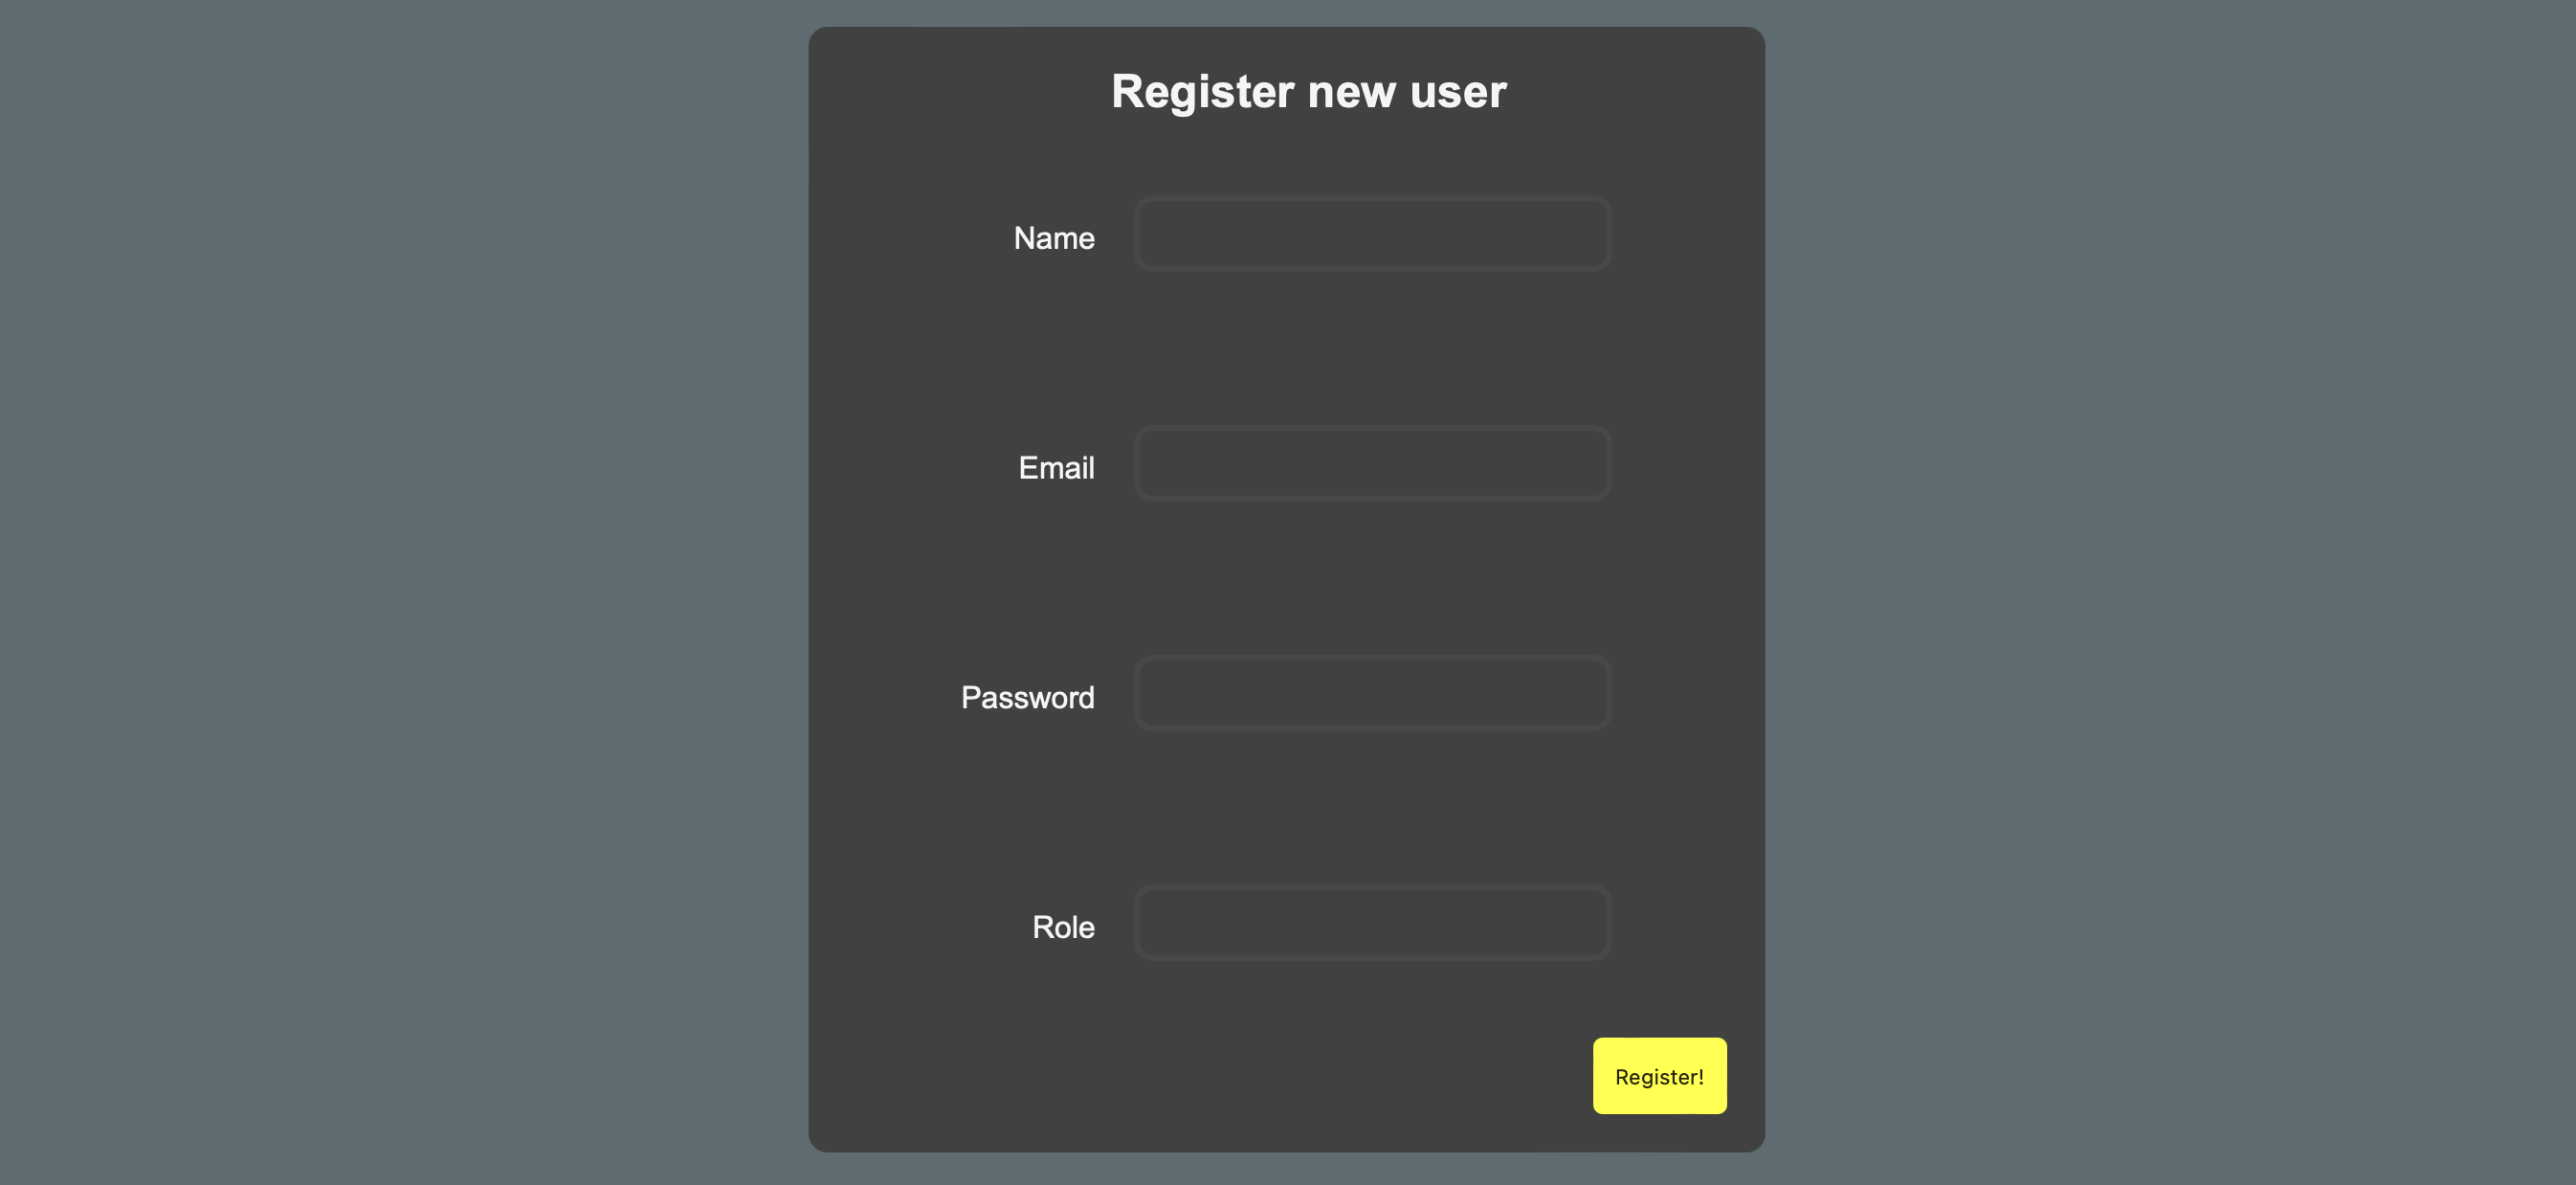 Register new user
Name
Email
Password
Role
Register!